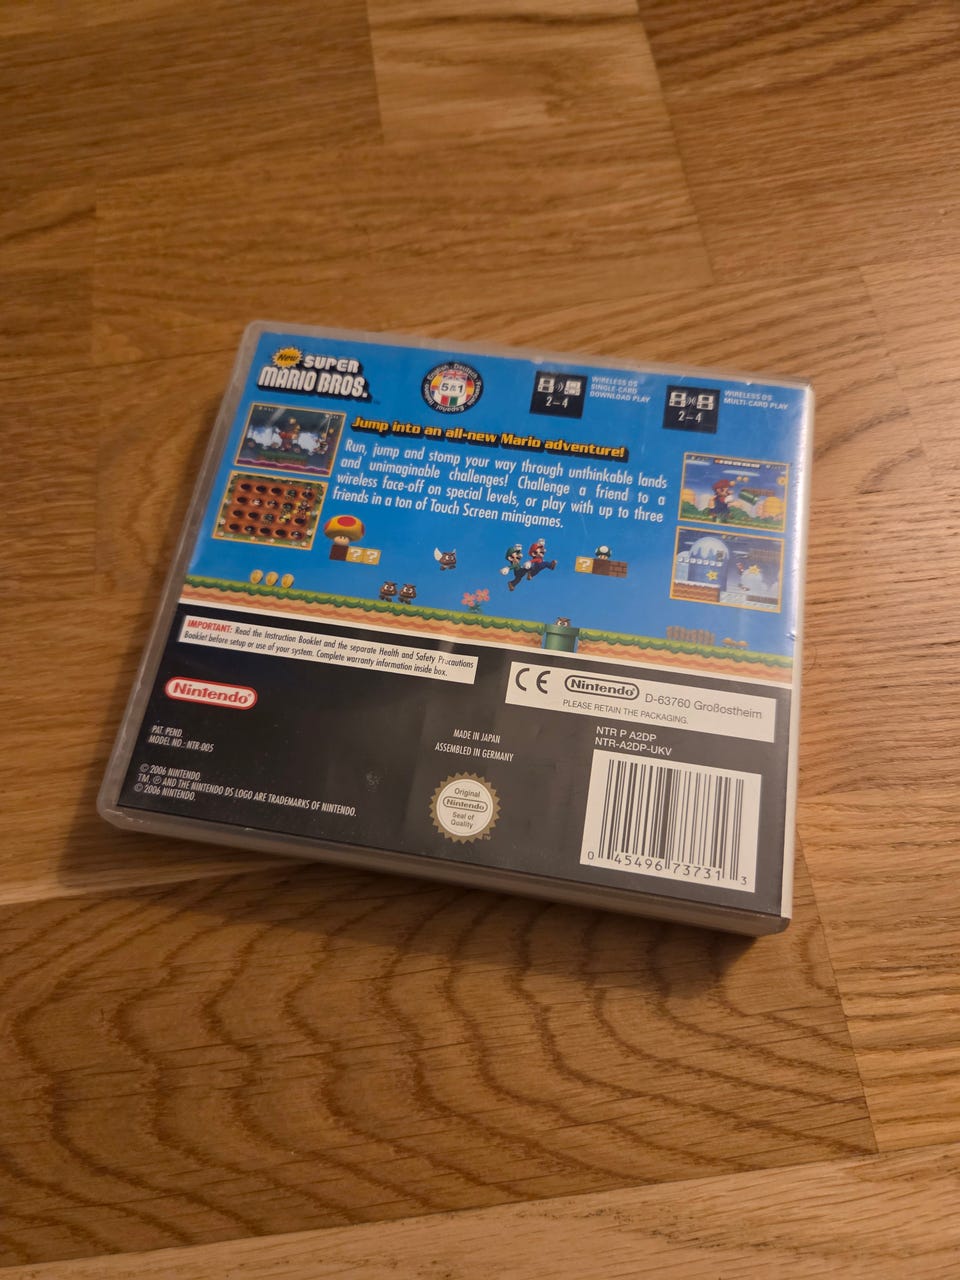 New
SUPER
MARIO BROS.
English Deutsch Français Español Italiano
5in1
2-4
WIRELESS DS
SINGLE-CARD
DOWNLOAD PLAY
2-4
WIRELESS DS
MULTI-CARD PLAY
Jump into an all-new Mario adventure!
Run, jump and stomp your way through unthinkable lands
and unimaginable challenges! Challenge a friend to a
wireless face-off on special levels, or play with up to three
friends in a ton of Touch Screen minigames.
? ?
?
IMPORTANT: Read the Instruction Booklet and the separate Health and Safety Precautions
Booklet before setup or use of your system. Complete warranty information inside box.
CE Nintendo® D-63760 Großostheim
PLEASE RETAIN THE PACKAGING.
Nintendo®
PAT. PEND.
MODEL NO.: NTR-005
MADE IN JAPAN
ASSEMBLED IN GERMANY
NTR P A2DP
NTR-A2DP-UKV
© 2006 NINTENDO.
TM, ® AND THE NINTENDO DS LOGO ARE TRADEMARKS OF NINTENDO.
© 2006 NINTENDO.
Original
Nintendo
Seal of
Quality
TM
0 45496 73731 3